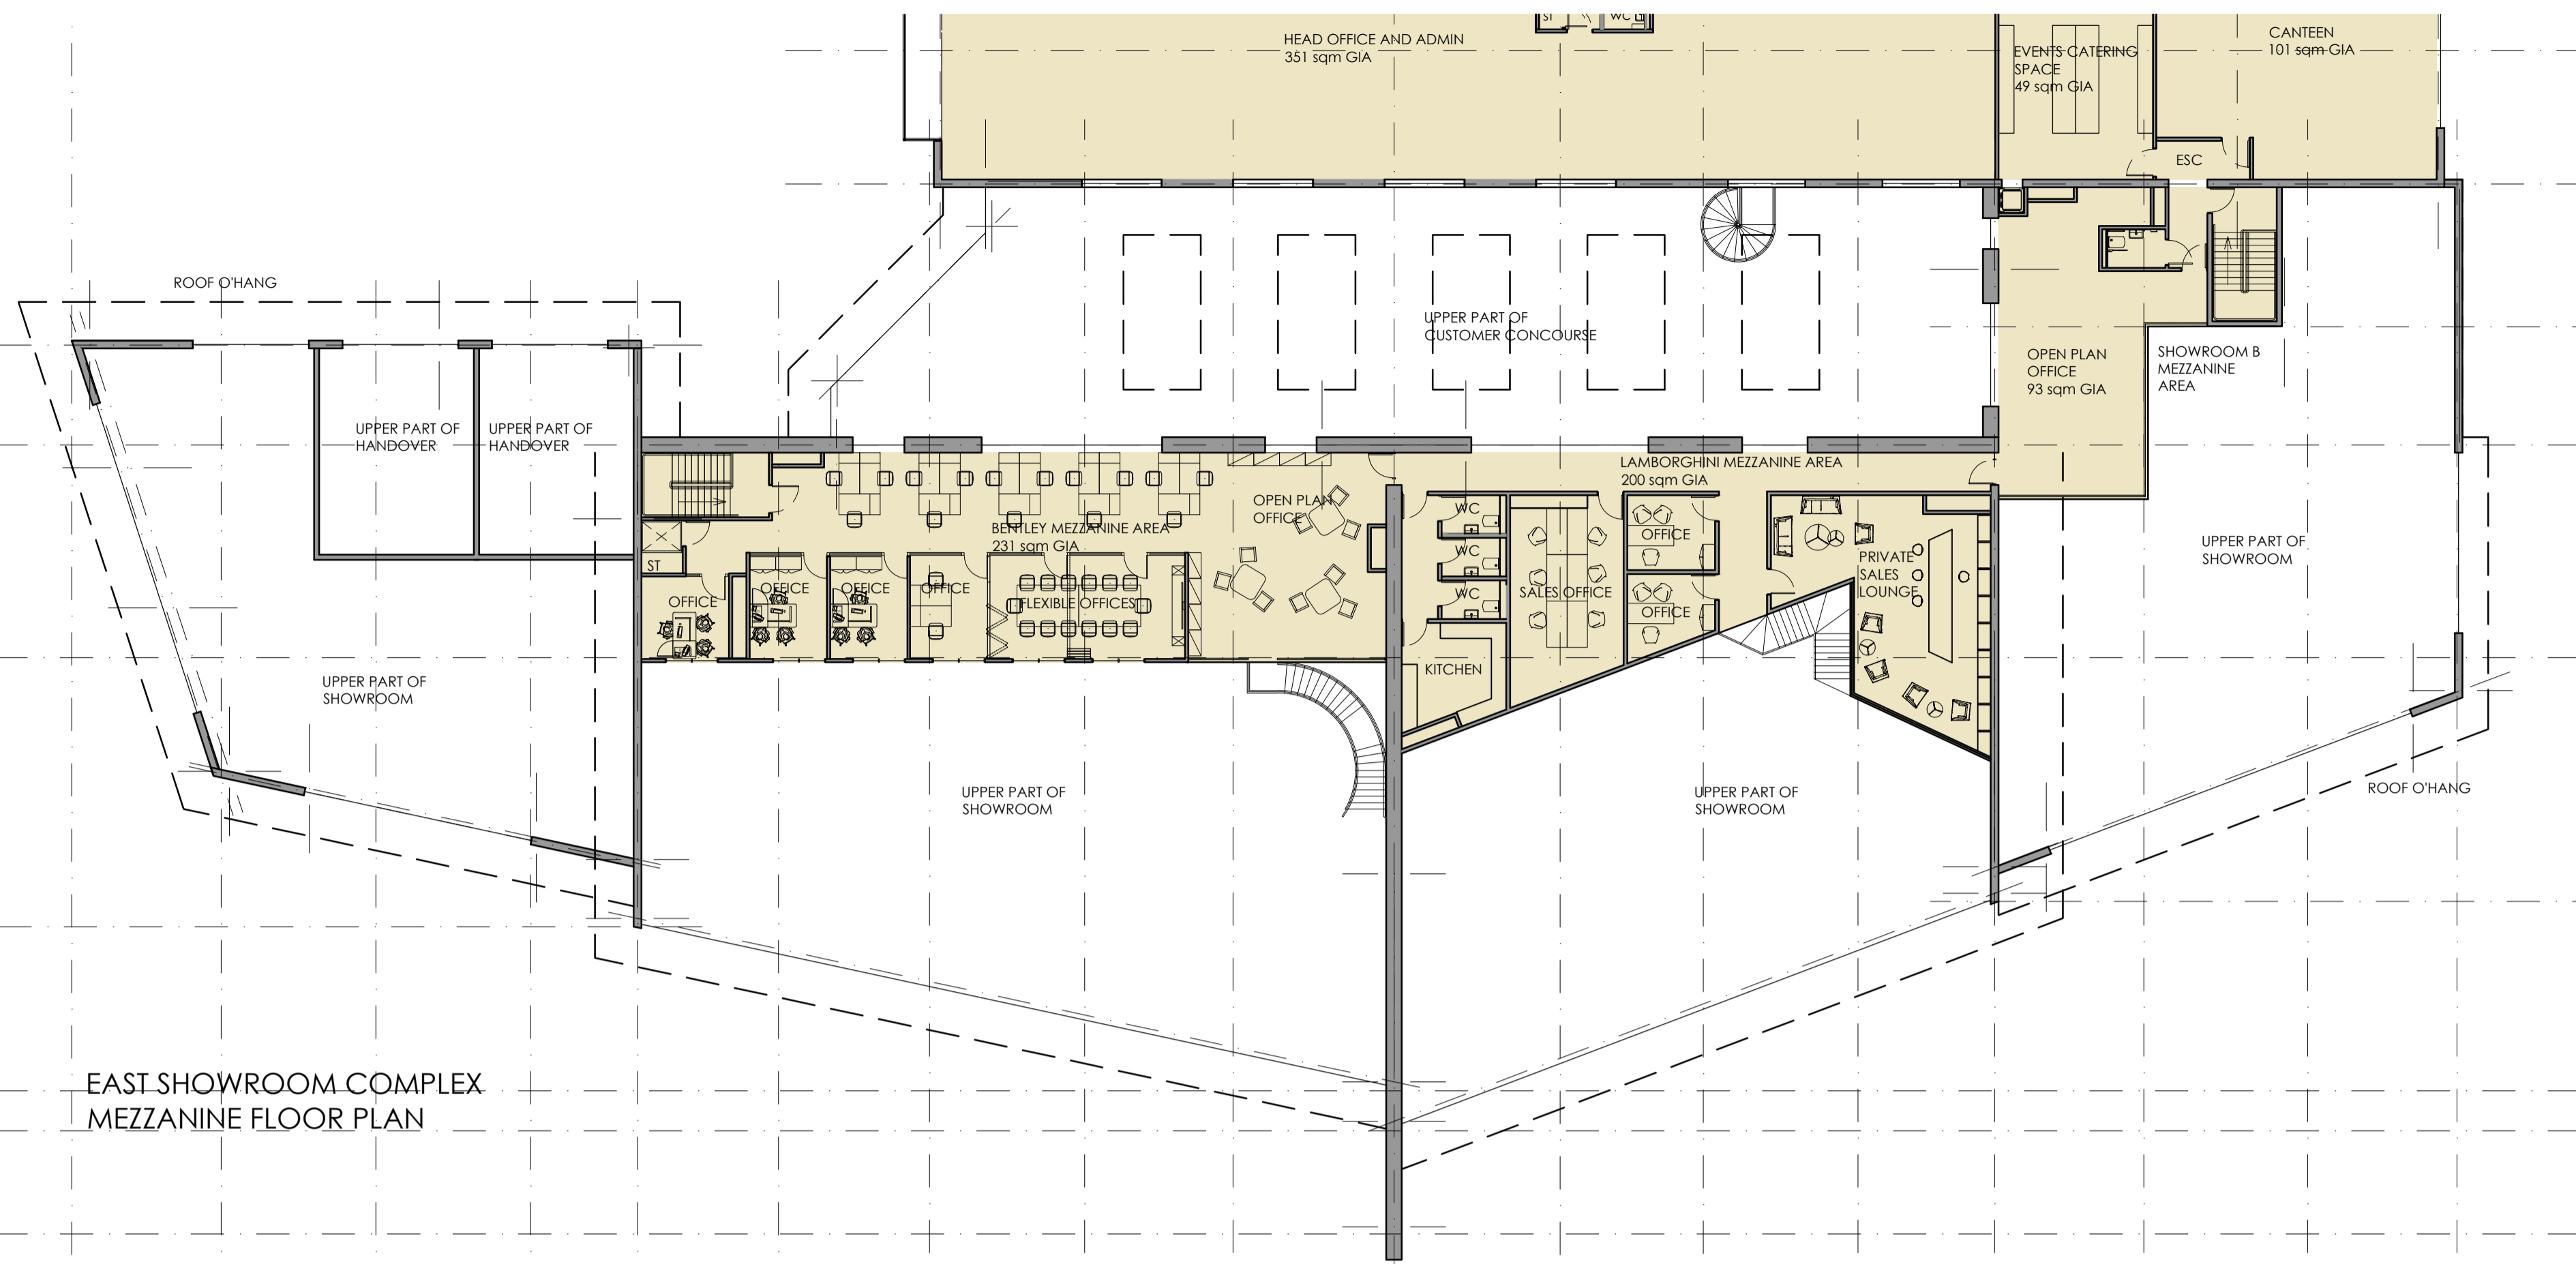 ST
WC
HEAD OFFICE AND ADMIN
351 sqm GIA
EVENTS CATERING
SPACE
49 sqm GIA
CANTEEN
101 sqm GIA
ESC
ROOF O'HANG
UPPER PART OF
CUSTOMER CONCOURSE
OPEN PLAN
OFFICE
93 sqm GIA
SHOWROOM B
MEZZANINE
AREA
UPPER PART OF
HANDOVER
UPPER PART OF
HANDOVER
LAMBORGHINI MEZZANINE AREA
200 sqm GIA
OPEN PLAN
OFFICE
BENTLEY MEZZANINE AREA
231 sqm GIA
WC
WC
WC
OFFICE
OFFICE
SALES OFFICE
PRIVATE
SALES
LOUNGE
UPPER PART OF
SHOWROOM
ST
OFFICE
OFFICE
OFFICE
OFFICE
FLEXIBLE OFFICES
KITCHEN
UPPER PART OF
SHOWROOM
UPPER PART OF
SHOWROOM
UPPER PART OF
SHOWROOM
ROOF O'HANG
EAST SHOWROOM COMPLEX
MEZZANINE FLOOR PLAN